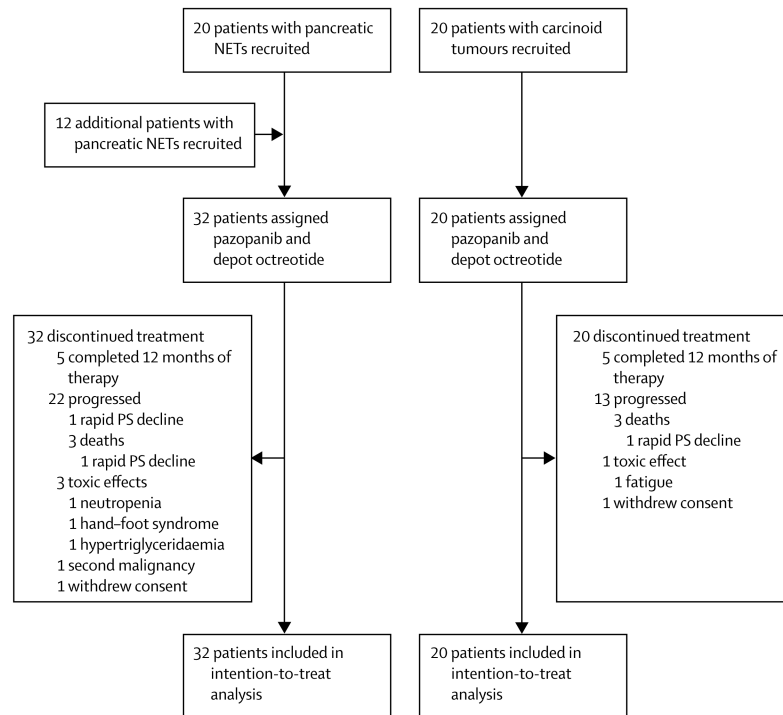 20 patients with pancreatic
NETs recruited
20 patients with carcinoid
tumours recruited
12 additional patients with
pancreatic NETs recruited
32 patients assigned
pazopanib and
depot octreotide
20 patients assigned
pazopanib and
depot octreotide
32 discontinued treatment
5 completed 12 months of
therapy
22 progressed
1 rapid PS decline
3 deaths
1 rapid PS decline
3 toxic effects
1 neutropenia
1 hand–foot syndrome
1 hypertriglyceridaemia
1 second malignancy
1 withdrew consent
20 discontinued treatment
5 completed 12 months of
therapy
13 progressed
3 deaths
1 rapid PS decline
1 toxic effect
1 fatigue
1 withdrew consent
32 patients included in
intention-to-treat
analysis
20 patients included in
intention-to-treat
analysis